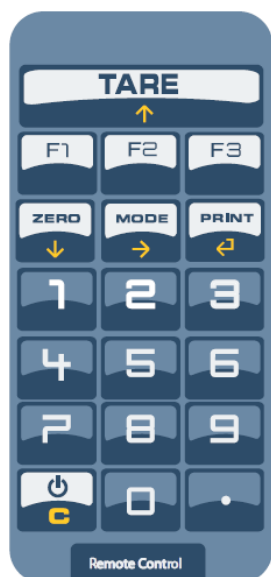 TARE
↑
F1 F2 F3
ZERO MODE PRINT
↓ → ↵
1 2 3
4 5 6
7 8 9
C 0 .
Remote Control